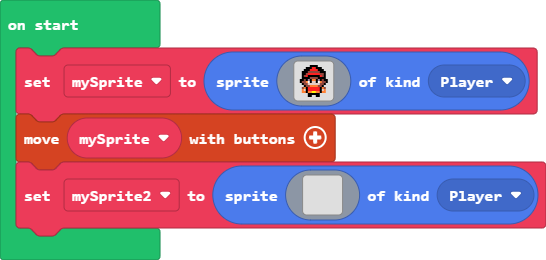 on start
set mySprite to sprite of kind Player
move mySprite with buttons
set mySprite2 to sprite of kind Player